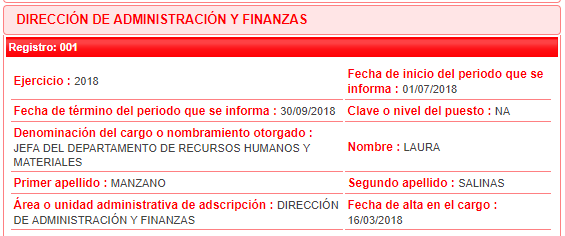 DIRECCIÓN DE ADMINISTRACIÓN Y FINANZAS
Registro: 001
Ejercicio : 2018
Fecha de inicio del periodo que se
informa : 01/07/2018
Fecha de término del periodo que se informa : 30/09/2018
Clave o nivel del puesto : NA
Denominación del cargo o nombramiento otorgado :
JEFA DEL DEPARTAMENTO DE RECURSOS HUMANOS Y
MATERIALES
Nombre : LAURA
Primer apellido : MANZANO
Segundo apellido : SALINAS
Área o unidad administrativa de adscripción : DIRECCIÓN
DE ADMINISTRACIÓN Y FINANZAS
Fecha de alta en el cargo :
16/03/2018